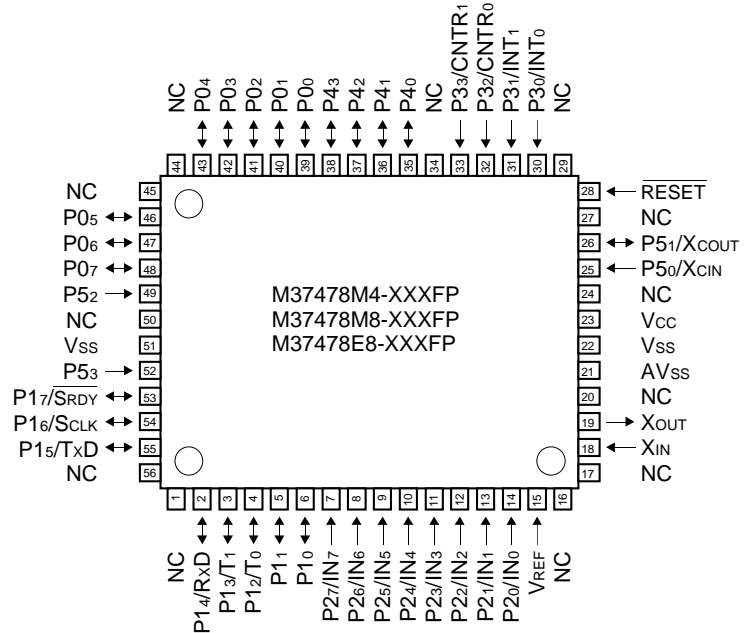 NC P04 P03 P02 P01 P00 P43 P42 P41 P40 NC P33/CNTR1 P32/CNTR0 P31/INT1 P30/INT0 NC
44 43 42 41 40 39 38 37 36 35 34 33 32 31 30 29
NC 45
P05 46
P06 47
P07 48
P52 49
NC 50
VSS 51
P53 52
P17/SRDY 53
P16/SCLK 54
P15/TXD 55
NC 56
M37478M4-XXXFP
M37478M8-XXXFP
M37478E8-XXXFP
28 RESET
27 NC
26 P51/XCOUT
25 P50/XCIN
24 NC
23 VCC
22 VSS
21 AVSS
20 NC
19 XOUT
18 XIN
17 NC
1 2 3 4 5 6 7 8 9 10 11 12 13 14 15 16
NC P14/RXD P13/T1 P12/T0 P11 P10 P27/IN7 P26/IN6 P25/IN5 P24/IN4 P23/IN3 P22/IN2 P21/IN1 P20/IN0 VREF NC